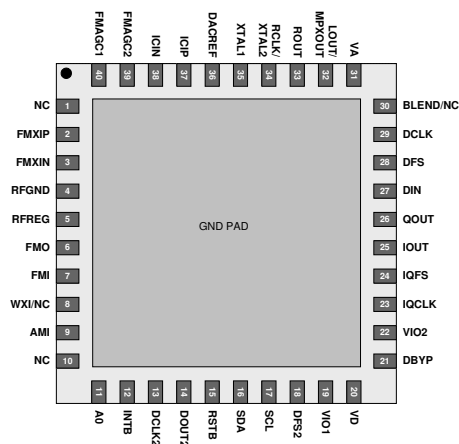 FMAGC1
FMAGC2
ICIN
ICIP
DACREF
XTAL1
RCLK/
XTAL2
ROUT
LOUT/
MPXOUT
VA
40
39
38
37
36
35
34
33
32
31
NC 1
FMXIP 2
FMXIN 3
RFGND 4
RFREG 5
FMO 6
FMI 7
WXI/NC 8
AMI 9
NC 10
GND PAD
30 BLEND/NC
29 DCLK
28 DFS
27 DIN
26 QOUT
25 IOUT
24 IQFS
23 IQCLK
22 VIO2
21 DBYP
11
12
13
14
15
16
17
18
19
20
A0
INTB
DCLK2
DOUT2
RSTB
SDA
SCL
DFS2
VIO1
VD